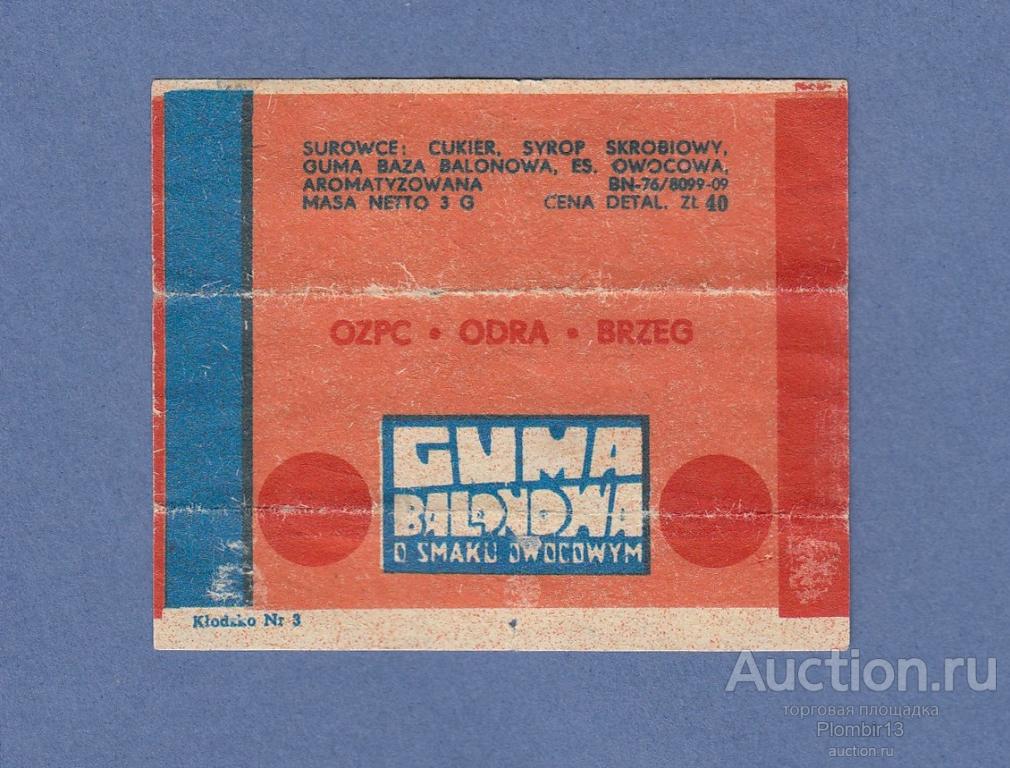 SUROWCE: CUKIER, SYROP SKROBIOWY,
GUMA BAZA BALONOWA, ES. OWOCOWA,
AROMATYZOWANA BN-76/8099-09
MASA NETTO 3 G CENA DETAL. ZŁ 40
OZPC • ODRA • BRZEG
GUMA
BALONOWA
O SMAKU OWOCOWYM
Kłodzko Nr 3
Auction.ru
торговая площадка
Plombir13
auction.ru